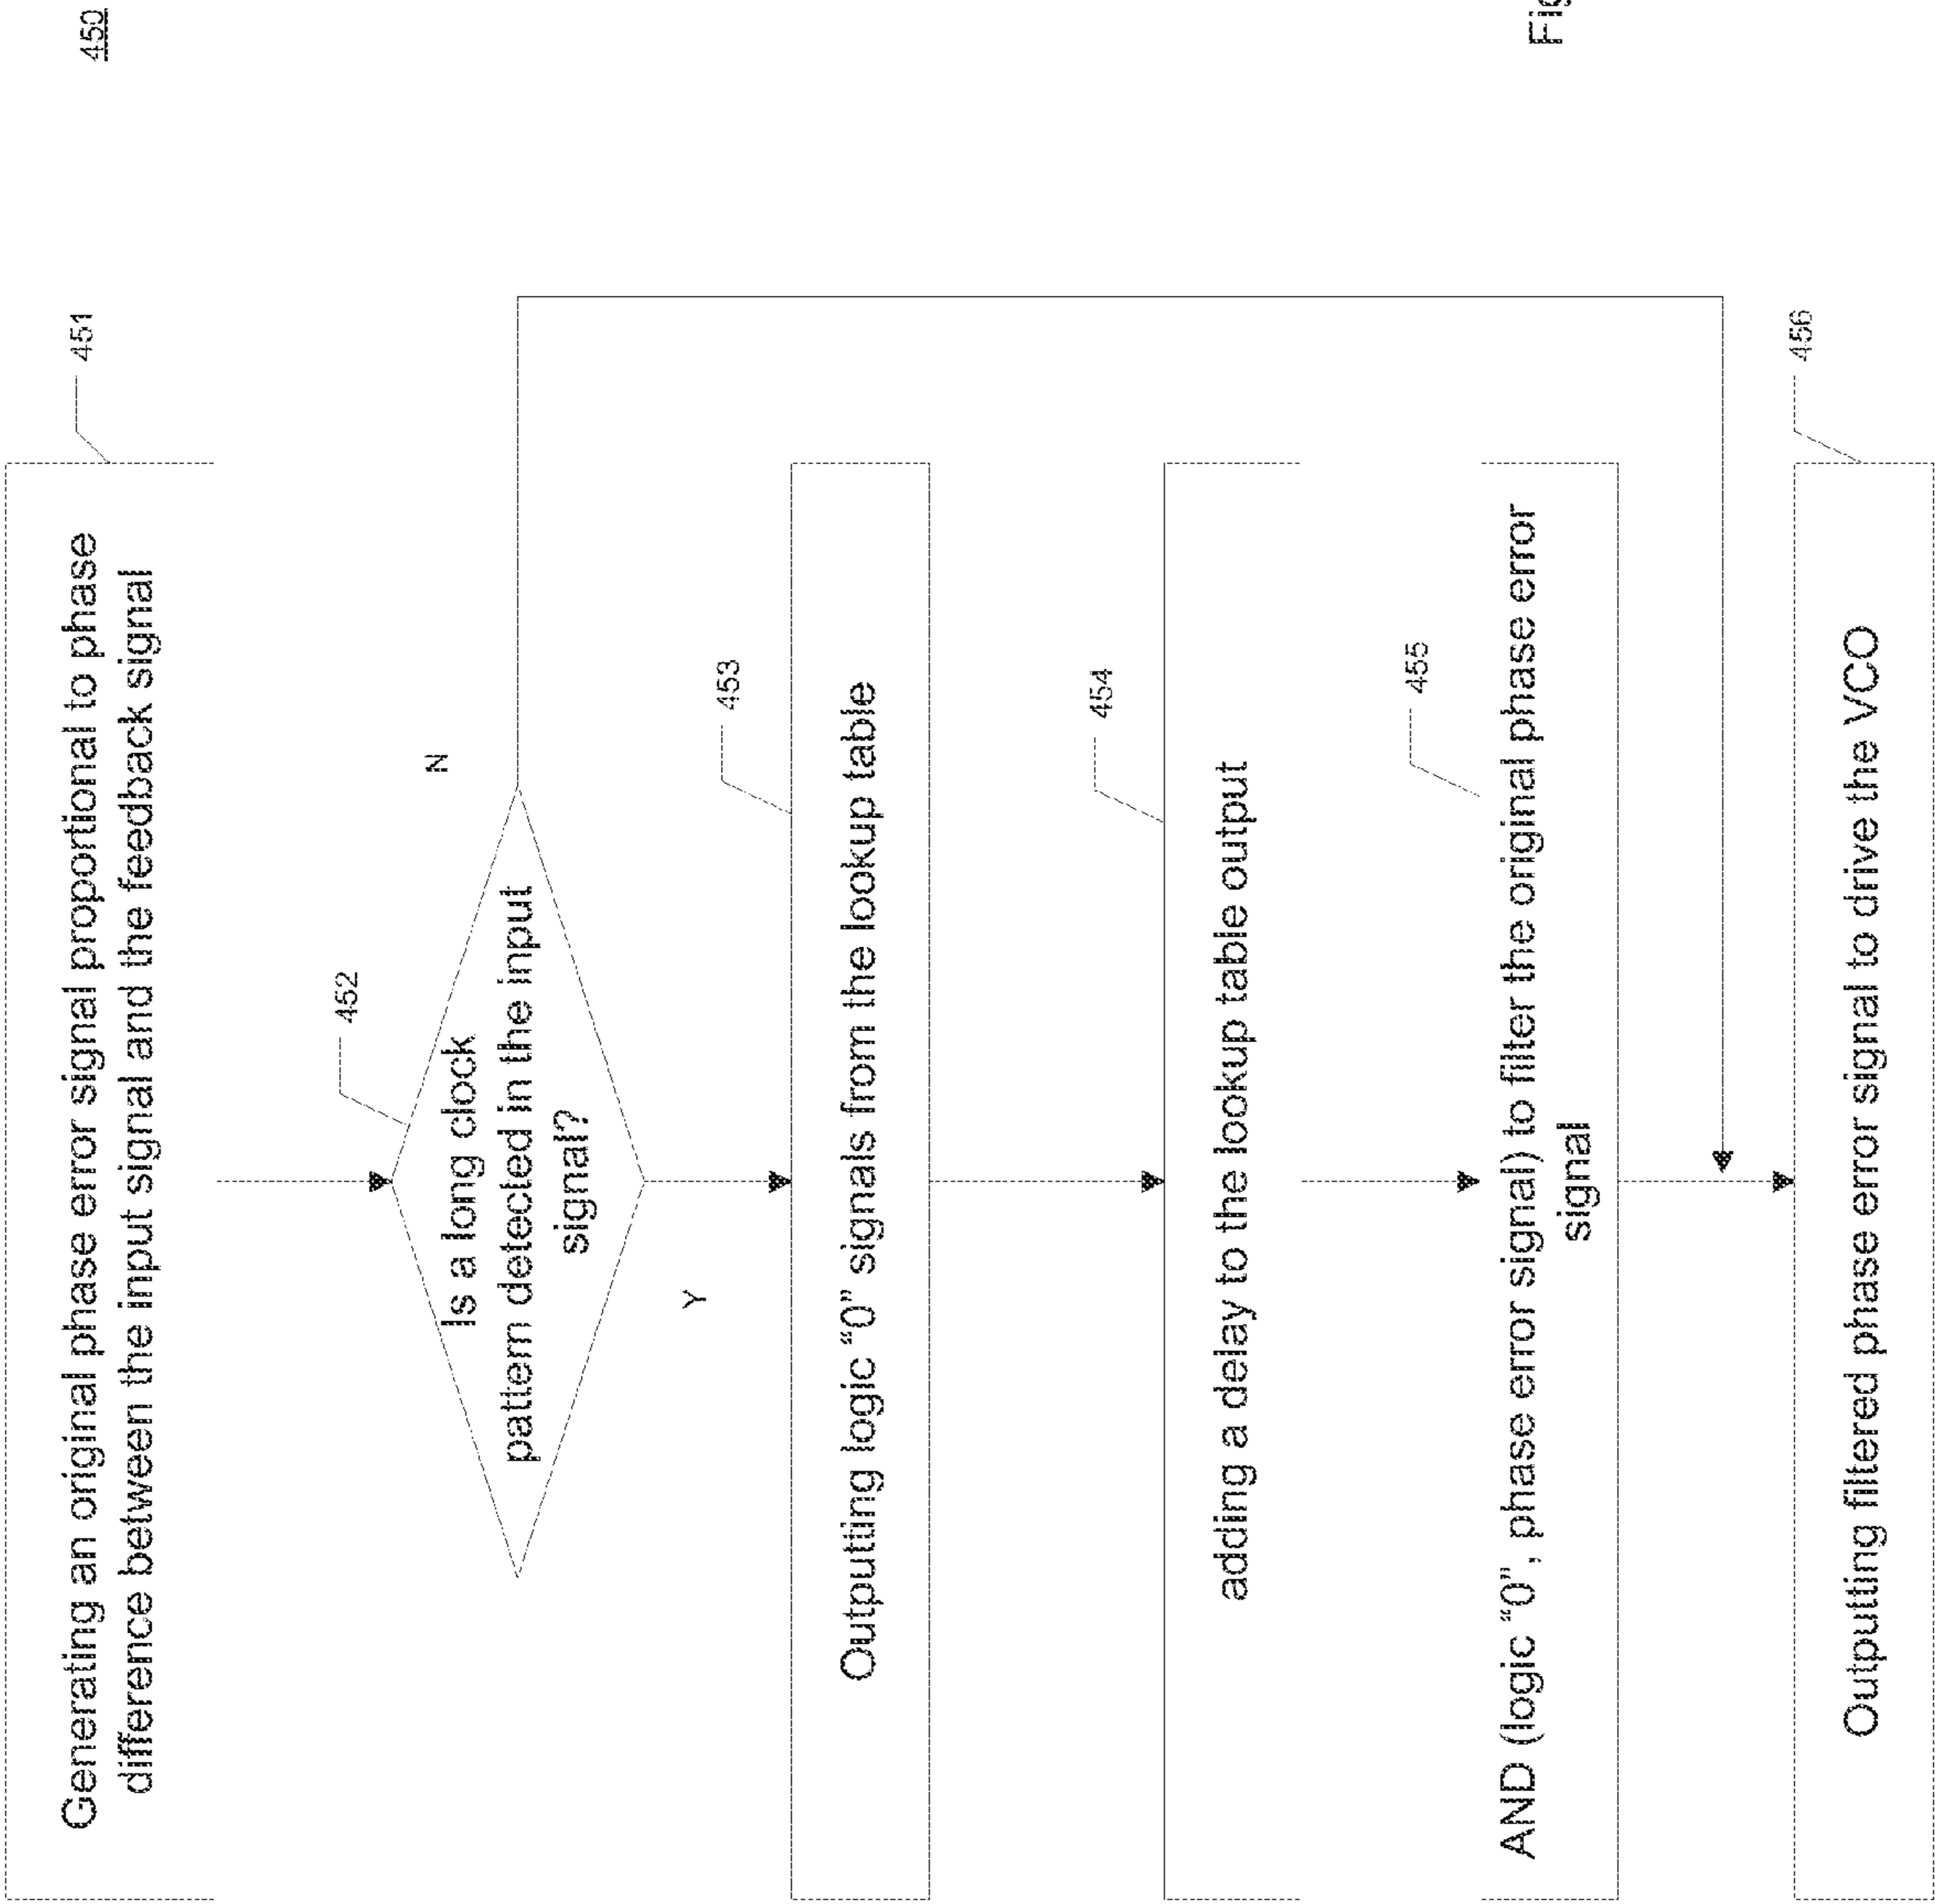 450
451
Generating an original phase error signal proportional to phase
difference between the input signal and the feedback signal
452
Is a long clock
pattern detected in the input
signal?
N
Y
453
Outputting logic “0” signals from the lookup table
454
adding a delay to the lookup table output
455
AND (logic “0”, phase error signal) to filter the original phase error
signal
456
Outputting filtered phase error signal to drive the VCO